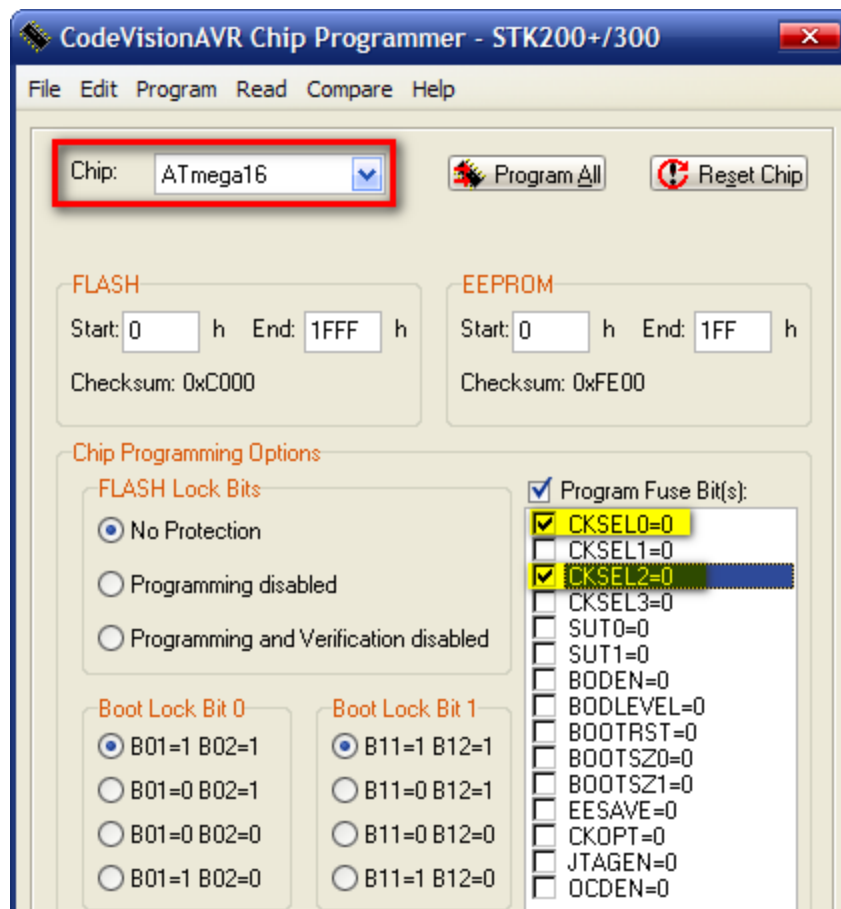 CodeVisionAVR Chip Programmer - STK200+/300
File Edit Program Read Compare Help
Chip: ATmega16 Program All Reset Chip
FLASH
Start: 0 h End: 1FFF h
Checksum: 0xC000
EEPROM
Start: 0 h End: 1FF h
Checksum: 0xFE00
Chip Programming Options
FLASH Lock Bits
No Protection
Programming disabled
Programming and Verification disabled
Boot Lock Bit 0
B01=1 B02=1
B01=0 B02=1
B01=0 B02=0
B01=1 B02=0
Boot Lock Bit 1
B11=1 B12=1
B11=0 B12=1
B11=0 B12=0
B11=1 B12=0
Program Fuse Bit(s):
CKSEL0=0
CKSEL1=0
CKSEL2=0
CKSEL3=0
SUT0=0
SUT1=0
BODEN=0
BODLEVEL=0
BOOTRST=0
BOOTSZ0=0
BOOTSZ1=0
EESAVE=0
CKOPT=0
JTAGEN=0
OCDEN=0